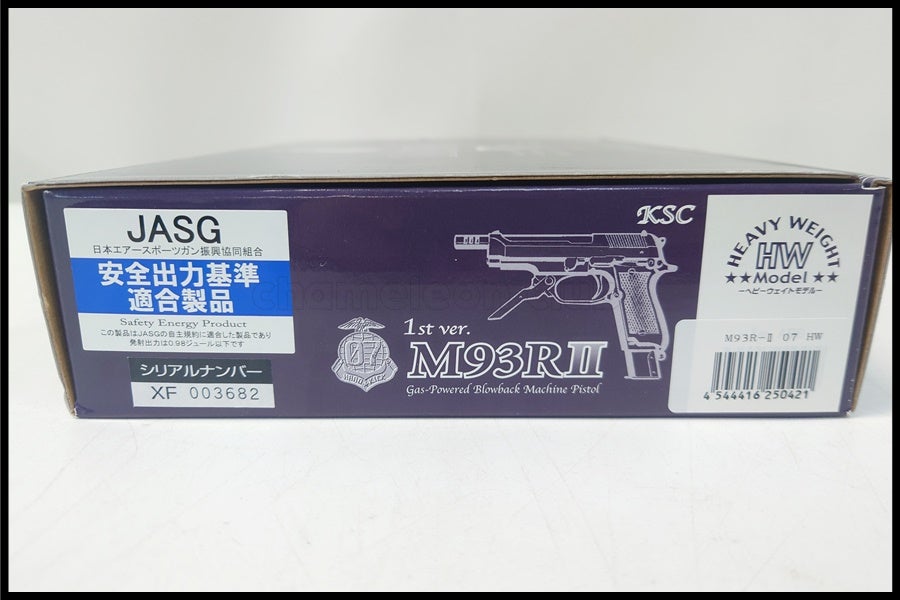 JASG
日本エアースポーツガン振興協同組合
安全出力基準
適合製品
Safety Energy Product
この製品はJASGの自主規約に適合した製品であり
発射出力は0.98ジュール以下です
シリアルナンバー
XF 003682
07
1st ver.
M93RⅡ
Gas-Powered Blowback Machine Pistol
KSC
HEAVY WEIGHT
HW
★★Model★★
－ヘビーウェイトモデル－
M93R-Ⅱ 07 HW
4 544416 250421